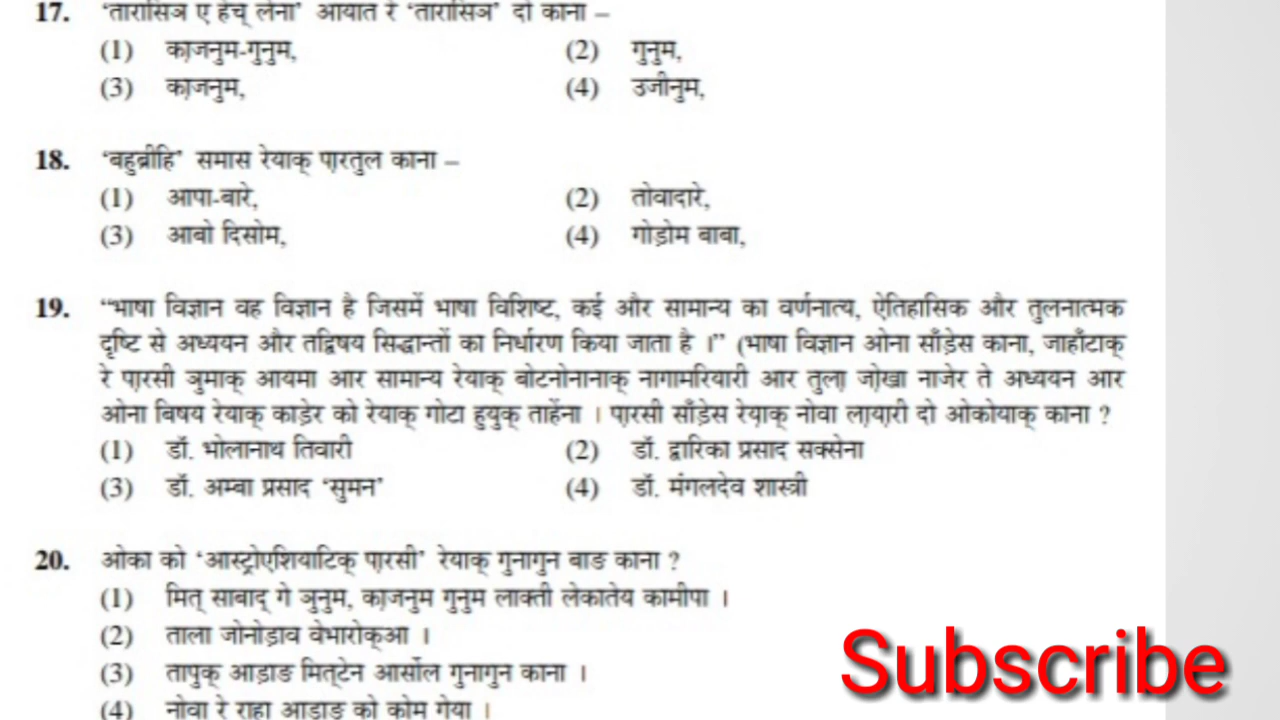 17. ‘तारासिञ ए हेच् लेना’ आयात रे ‘तारासिञ’ दो काना –
(1) का़जनुम-गुनुम, (2) गुनुम,
(3) का़जनुम, (4) उजीनुम,
18. ‘बहुब्रीहि’ समास रेयाक् पा़रतुल काना –
(1) आपा-बारे, (2) तोवादारे,
(3) आबो दिसोम, (4) गोड़ोम बाबा,
19. “भाषा विज्ञान वह विज्ञान है जिसमें भाषा विशिष्ट, कई और सामान्य का वर्णनात्य, ऐतिहासिक और तुलनात्मक
दृष्टि से अध्ययन और तद्विषय सिद्धान्तों का निर्धारण किया जाता है ।” (भाषा विज्ञान ओना साँड़ेस काना, जाहाँटाक्
रे पा़रसी ञुमाक् आयमा आर सामान्य रेयाक् बोटनोनानाक् नागामरियारी आर तुला़ जो़खा नाजेर ते अध्ययन आर
ओना बिषय रेयाक् काड़ेर को रेयाक् गोटा हुयुक् ताहेंना । पा़रसी साँड़ेस रेया़क् नोवा ला़या़री दो ओकोयाक् काना ?
(1) डॉ. भोलानाथ तिवारी (2) डॉ. द्वारिका प्रसाद सक्सेना
(3) डॉ. अम्बा प्रसाद ‘सुमन’ (4) डॉ. मंगलदेव शास्त्री
20. ओका को ‘आस्ट्रोएशियाटिक् पा़रसी’ रेयाक् गुनागुन बाङ काना ?
(1) मित् साबाद् गे ञुनुम, का़जनुम गुनुम लाक्ती लेकातेय कामीपा ।
(2) ताला जोनोड़ाव वेभारोक्आ ।
(3) तापुक् आड़ाङ मित्टेन आर्सोल गुनागुन काना ।
(4) नोवा रे राहा आडाङ को कोम गेया ।
Subscribe